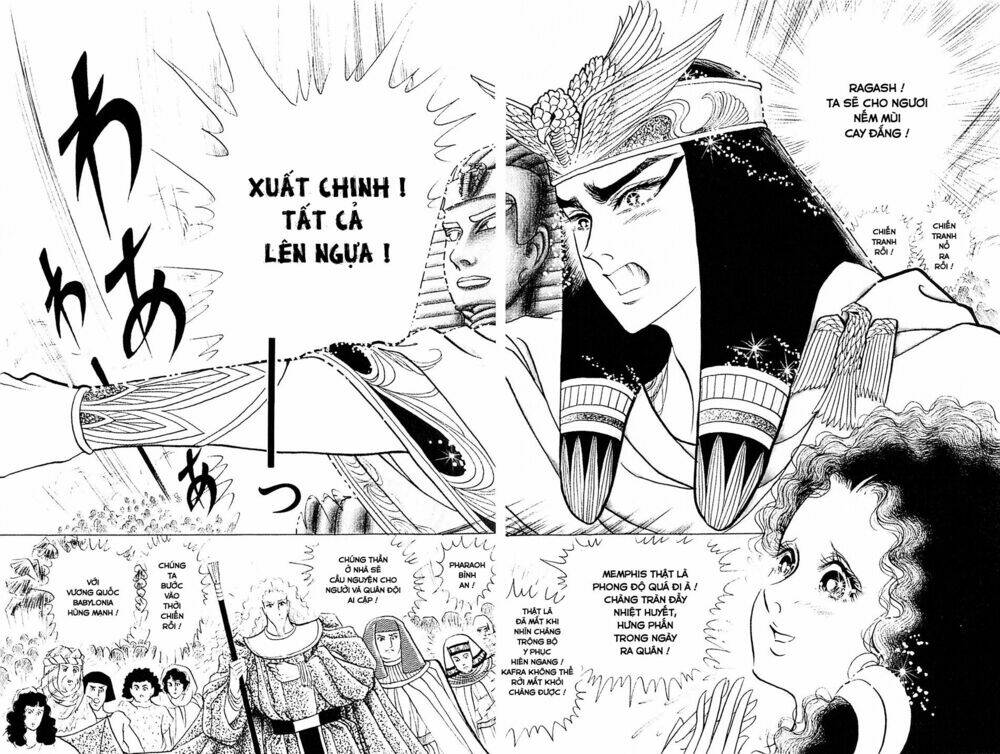 RAGASH !
TA SẼ CHO NGƯƠI
NẾM MÙI
CAY ĐẮNG !
CHIẾN
TRANH
NỔ
RA
RỒI !
CHIẾN
TRANH
RỒI !
XUẤT CHINH !
TẤT CẢ
LÊN NGỰA !
わあ
わあ
あ
っ
MEMPHIS THẬT LÀ
PHONG ĐỘ QUÁ ĐI À !
CHÀNG TRÀN ĐẦY
NHIỆT HUYẾT,
HƯNG PHẤN
TRONG NGÀY
RA QUÂN !
THẬT LÀ
ĐÃ MẮT KHI
NHÌN CHÀNG
TRONG BỘ
Y PHỤC
HIÊN NGANG !
KAFRA KHÔNG THỂ
RỜI MẮT KHỎI
CHÀNG ĐƯỢC !
PHARAOH
BÌNH
AN !
CHÚNG THẦN
Ở NHÀ SẼ
CẦU NGUYỆN CHO
NGƯỜI VÀ QUÂN ĐỘI
AI CẬP !
CHÚNG
TA
BƯỚC
VÀO
THỜI
CHIẾN RỒI !
VỚI
VƯƠNG QUỐC
BABYLONIA
HÙNG MẠNH !